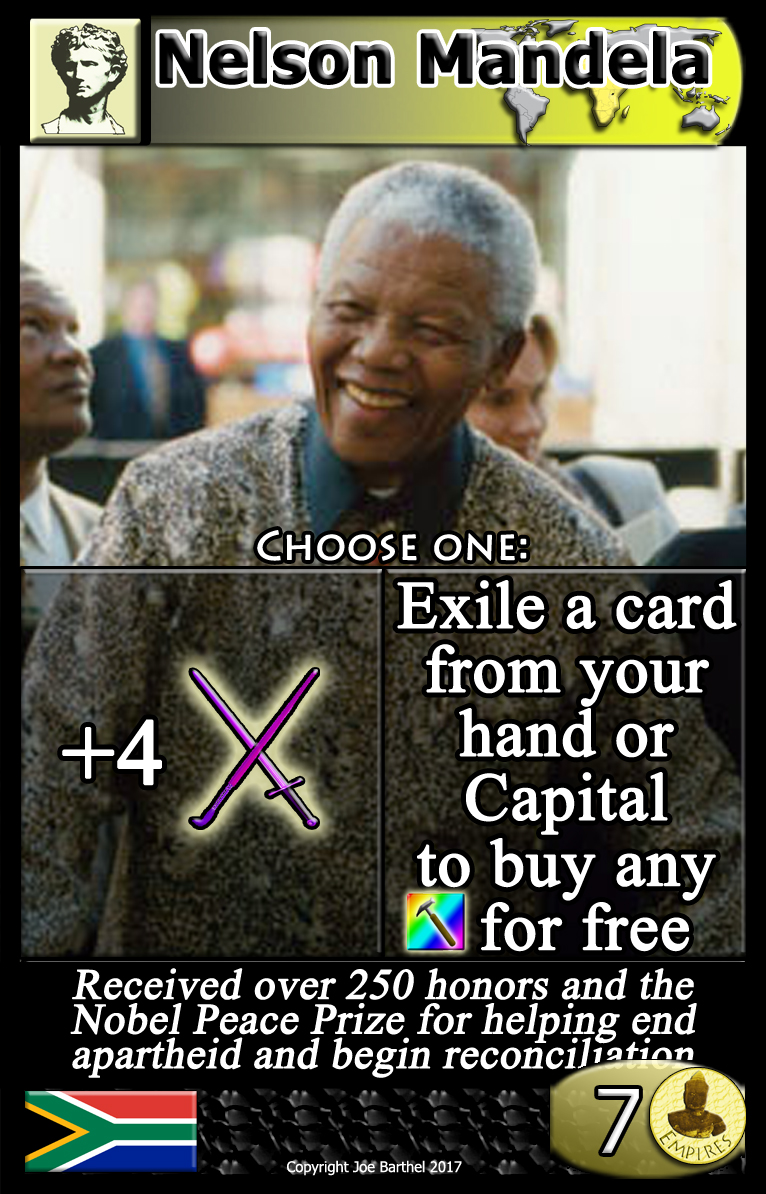 Nelson Mandela
CHOOSE ONE:
+4
Exile a card
from your
hand or
Capital
to buy any
for free
Received over 250 honors and the
Nobel Peace Prize for helping end
apartheid and begin reconciliation
7
EMPIRES
Copyright Joe Barthel 2017